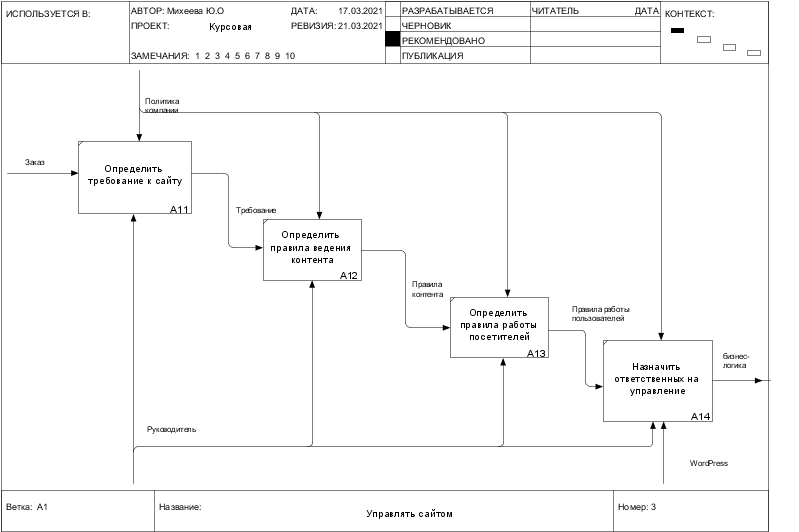 ИСПОЛЬЗУЕТСЯ В:
АВТОР: Михеева Ю.О
ДАТА: 17.03.2021
РАЗРАБАТЫВАЕТСЯ
ЧИТАТЕЛЬ
ДАТА
КОНТЕКСТ:
ПРОЕКТ: Курсовая
РЕВИЗИЯ: 21.03.2021
ЧЕРНОВИК
РЕКОМЕНДОВАНО
ЗАМЕЧАНИЯ: 1 2 3 4 5 6 7 8 9 10
ПУБЛИКАЦИЯ
Политика
компании
Заказ
Определить
требование к сайту
A11
Требование
Определить
правила ведения
контента
A12
Правила
контента
Определить
правила работы
посетителей
A13
Правила работы
пользователей
Назначить
ответственных на
управление
A14
бизнес-
логика
Руководитель
WordPress
Ветка: A1
Название:
Управлять сайтом
Номер: 3